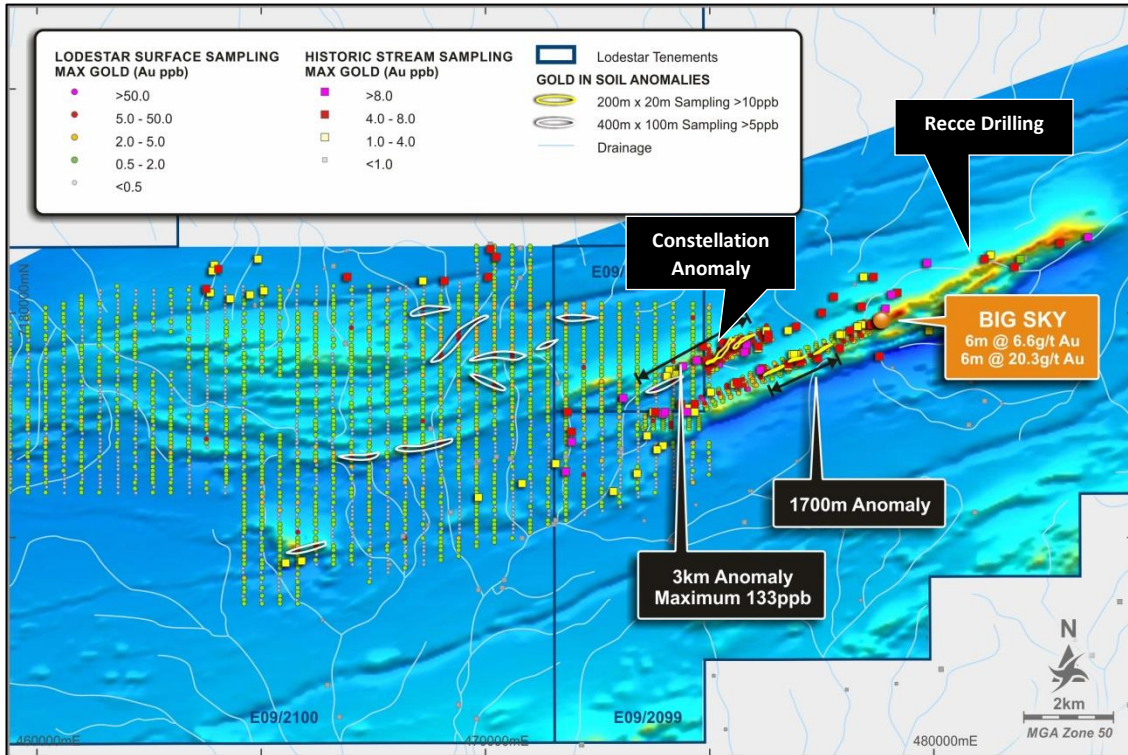 LODESTAR SURFACE SAMPLING
MAX GOLD (Au ppb)
>50.0
5.0 - 50.0
2.0 - 5.0
0.5 - 2.0
<0.5
HISTORIC STREAM SAMPLING
MAX GOLD (Au ppb)
>8.0
4.0 - 8.0
1.0 - 4.0
<1.0
Lodestar Tenements
GOLD IN SOIL ANOMALIES
200m x 20m Sampling >10ppb
400m x 100m Sampling >5ppb
Drainage
Recce Drilling
Constellation
Anomaly
E09/
BIG SKY
6m @ 6.6g/t Au
6m @ 20.3g/t Au
1700m Anomaly
3km Anomaly
Maximum 133ppb
E09/2100
E09/2099
460000mE
470000mE
480000mE
N
2km
MGA Zone 50